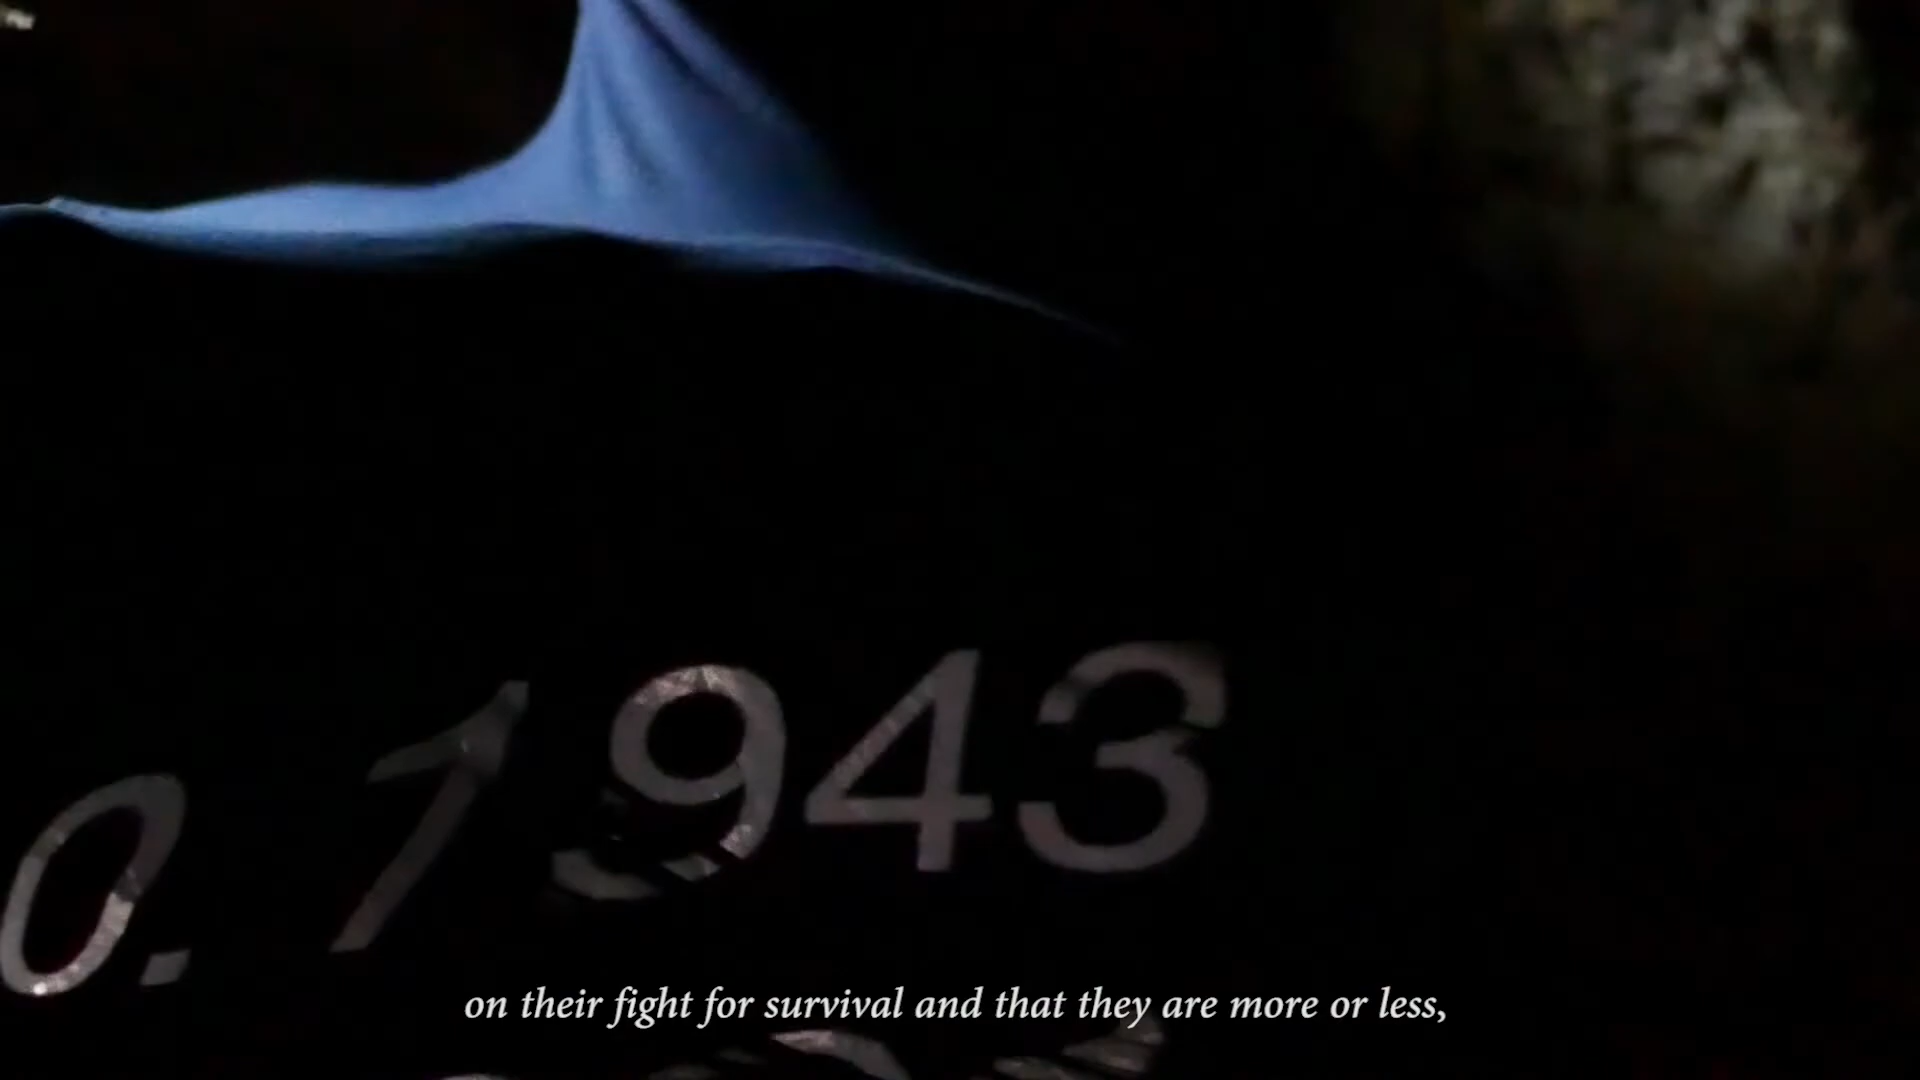 0. 1943
on their fight for survival and that they are more or less,